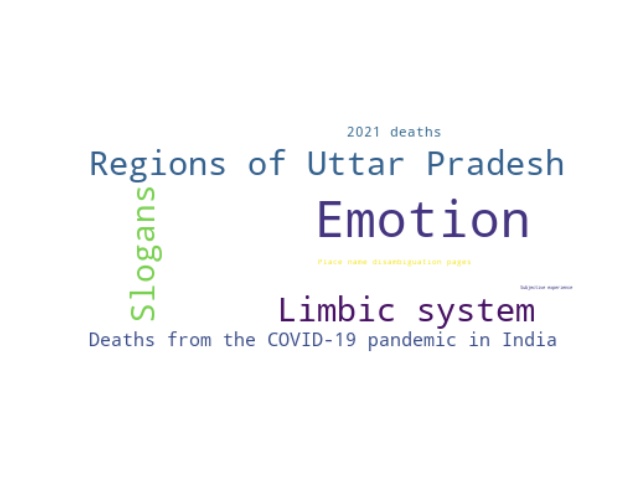 2021 deaths
Regions of Uttar Pradesh
Slogans
Emotion
Place name disambiguation pages
Subjective experience
Limbic system
Deaths from the COVID-19 pandemic in India